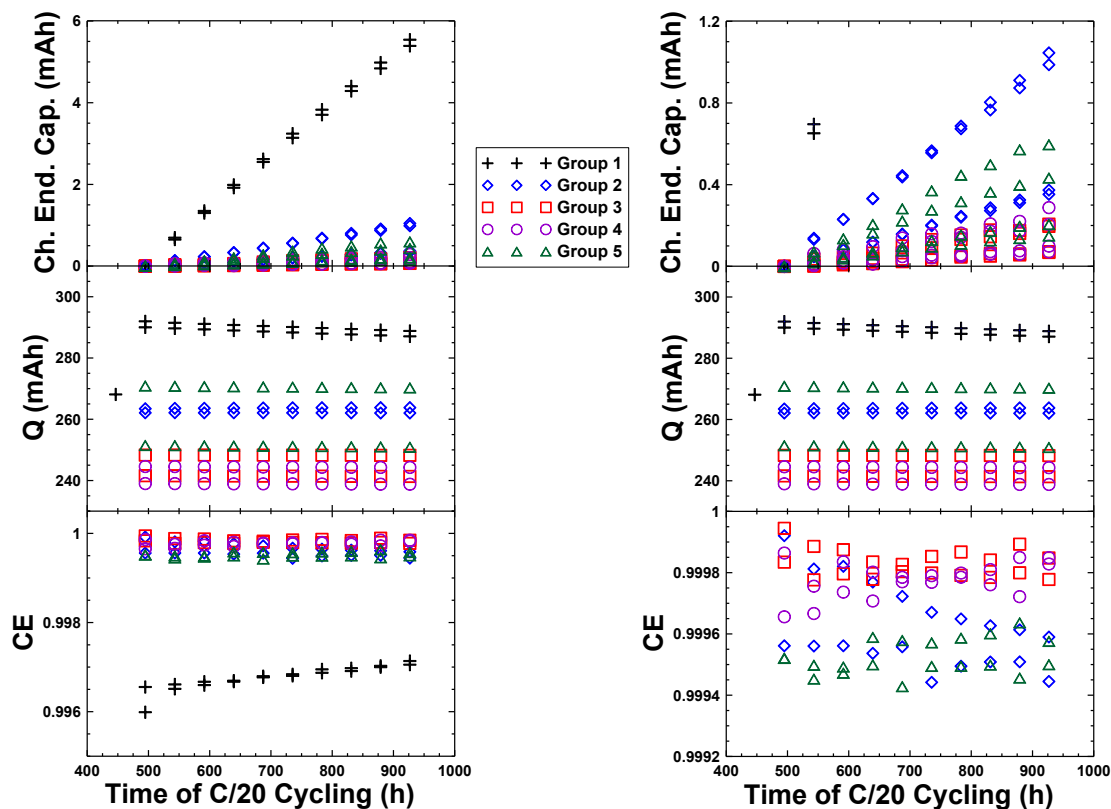 6
4
2
0
Ch. End. Cap. (mAh)
300
280
260
240
Q (mAh)
1
0.998
0.996
CE
400 500 600 700 800 900 1000
Time of C/20 Cycling (h)
Group 1
Group 2
Group 3
Group 4
Group 5
1.2
0.8
0.4
0
Ch. End. Cap. (mAh)
300
280
260
240
Q (mAh)
1
0.9998
0.9996
0.9994
0.9992
CE
400 500 600 700 800 900 1000
Time of C/20 Cycling (h)